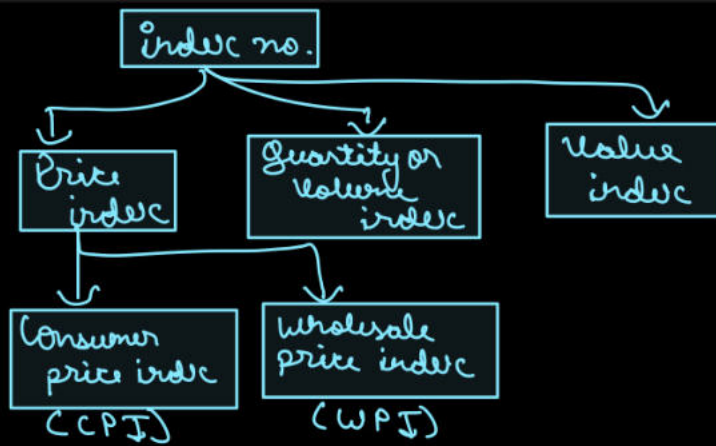 index no.
Price
index
Quantity or
volume
index
Value
index
Consumer
price index
(CPI)
Wholesale
price index
(WPI)